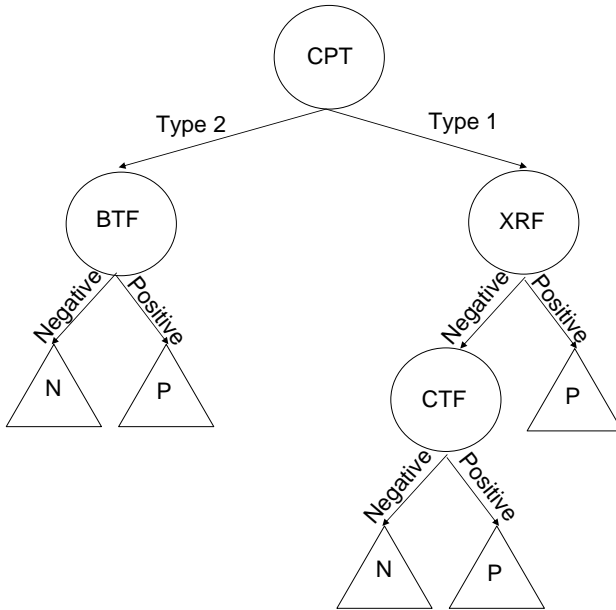 CPT
Type 2
Type 1
BTF
XRF
Negative
Positive
Negative
Positive
N
P
CTF
P
Negative
Positive
N
P